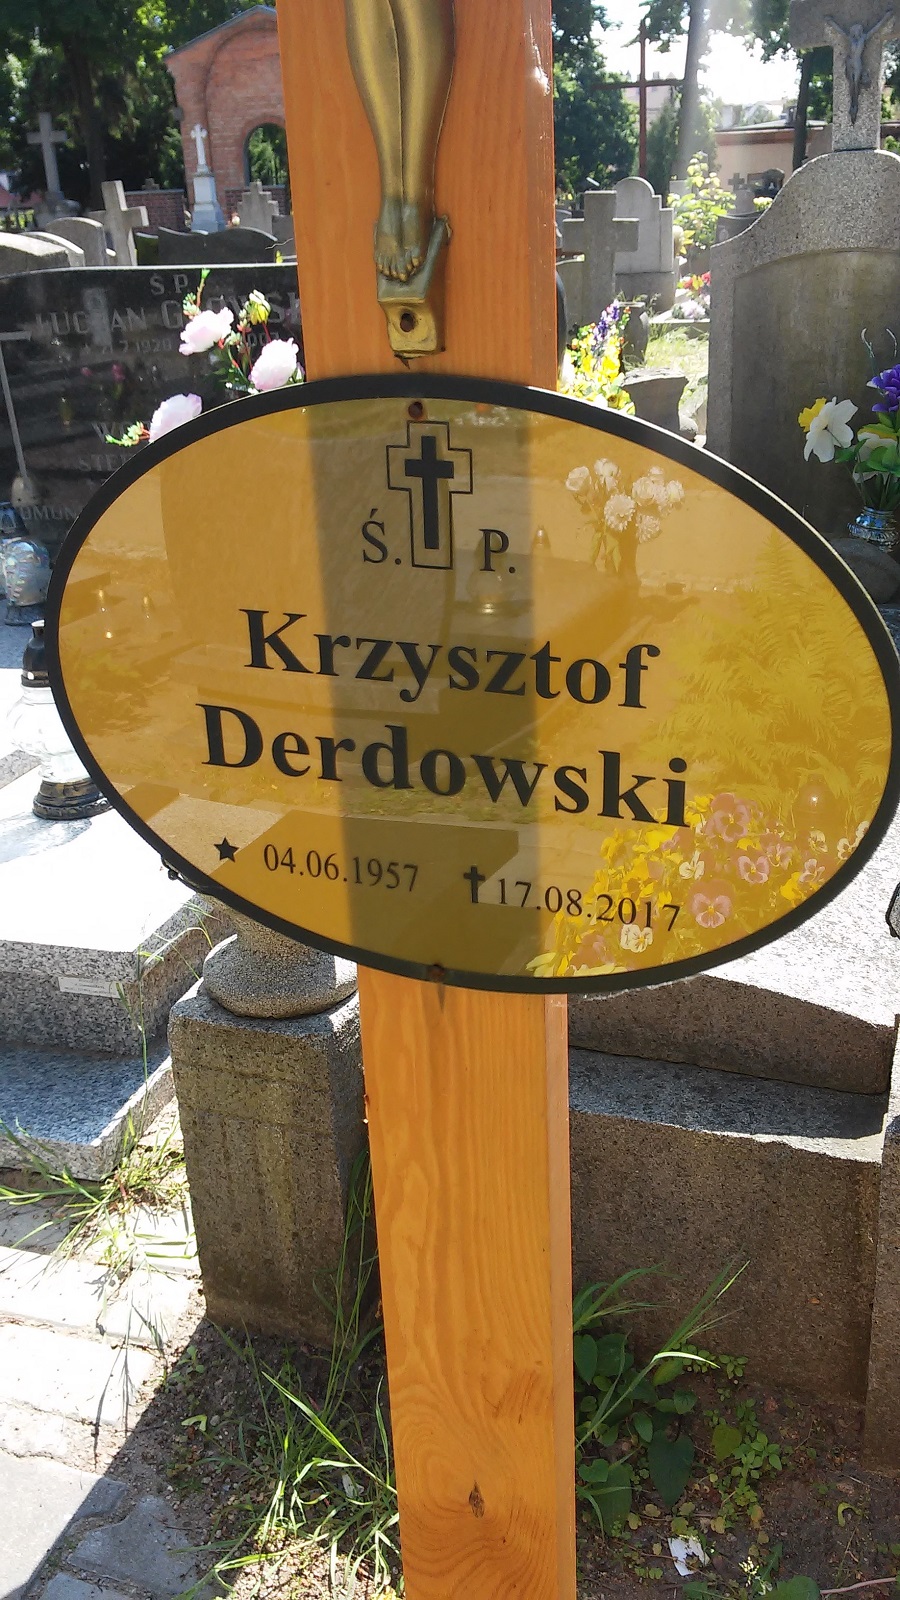 Ś. P.
Krzysztof
Derdowski
04.06.1957 17.08.2017
Ś.P.